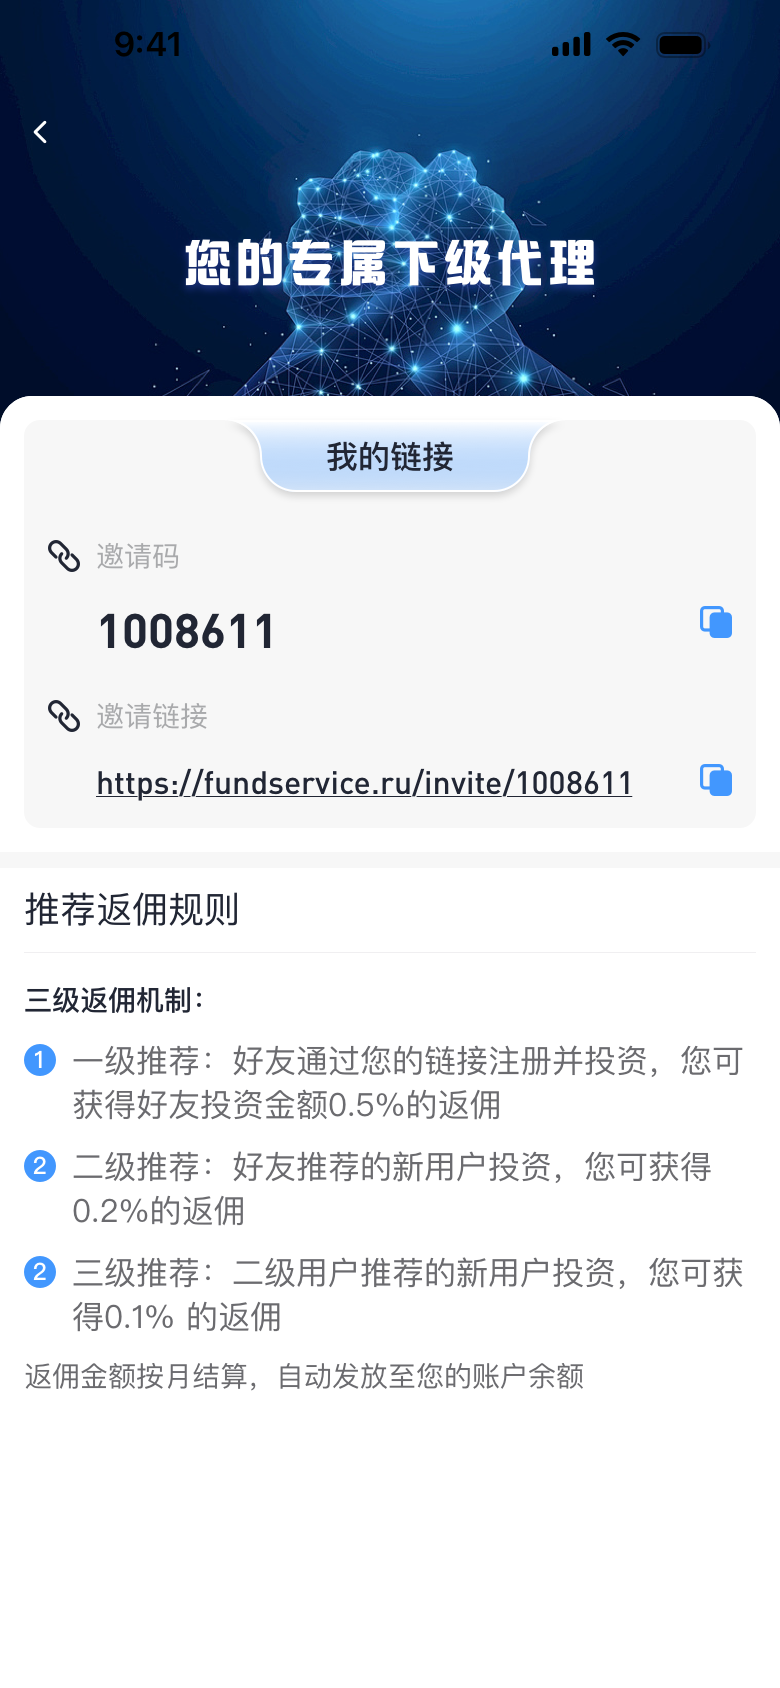 9:41
您的专属下级代理
我的链接
邀请码
1008611
邀请链接
https://fundservice.ru/invite/1008611
推荐返佣规则
三级返佣机制：
1 一级推荐：好友通过您的链接注册并投资，您可
获得好友投资金额0.5%的返佣
2 二级推荐：好友推荐的新用户投资，您可获得
0.2%的返佣
2 三级推荐：二级用户推荐的新用户投资，您可获
得0.1% 的返佣
返佣金额按月结算，自动发放至您的账户余额